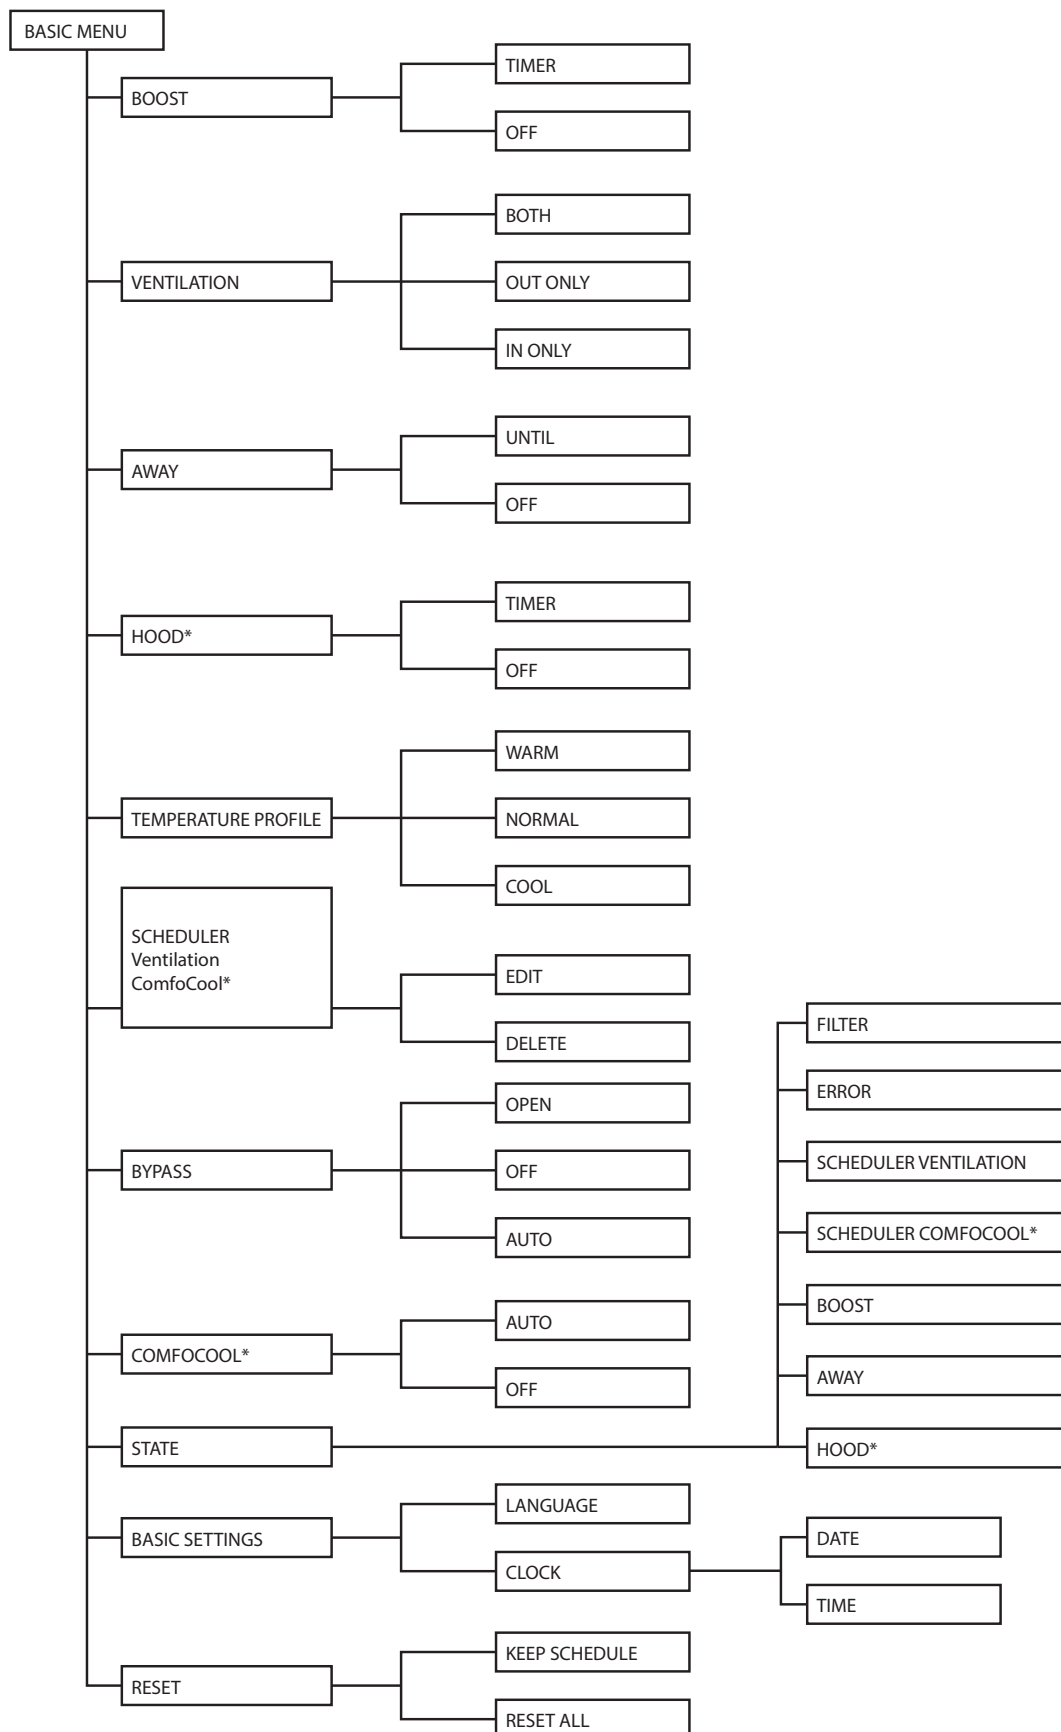 BASIC MENU
BOOST
TIMER
OFF
VENTILATION
BOTH
OUT ONLY
IN ONLY
AWAY
UNTIL
OFF
HOOD*
TIMER
OFF
TEMPERATURE PROFILE
WARM
NORMAL
COOL
SCHEDULER
Ventilation
ComfoCool*
EDIT
DELETE
BYPASS
OPEN
OFF
AUTO
COMFOCOOL*
AUTO
OFF
STATE
FILTER
ERROR
SCHEDULER VENTILATION
SCHEDULER COMFOCOOL*
BOOST
AWAY
HOOD*
BASIC SETTINGS
LANGUAGE
CLOCK
DATE
TIME
RESET
KEEP SCHEDULE
RESET ALL